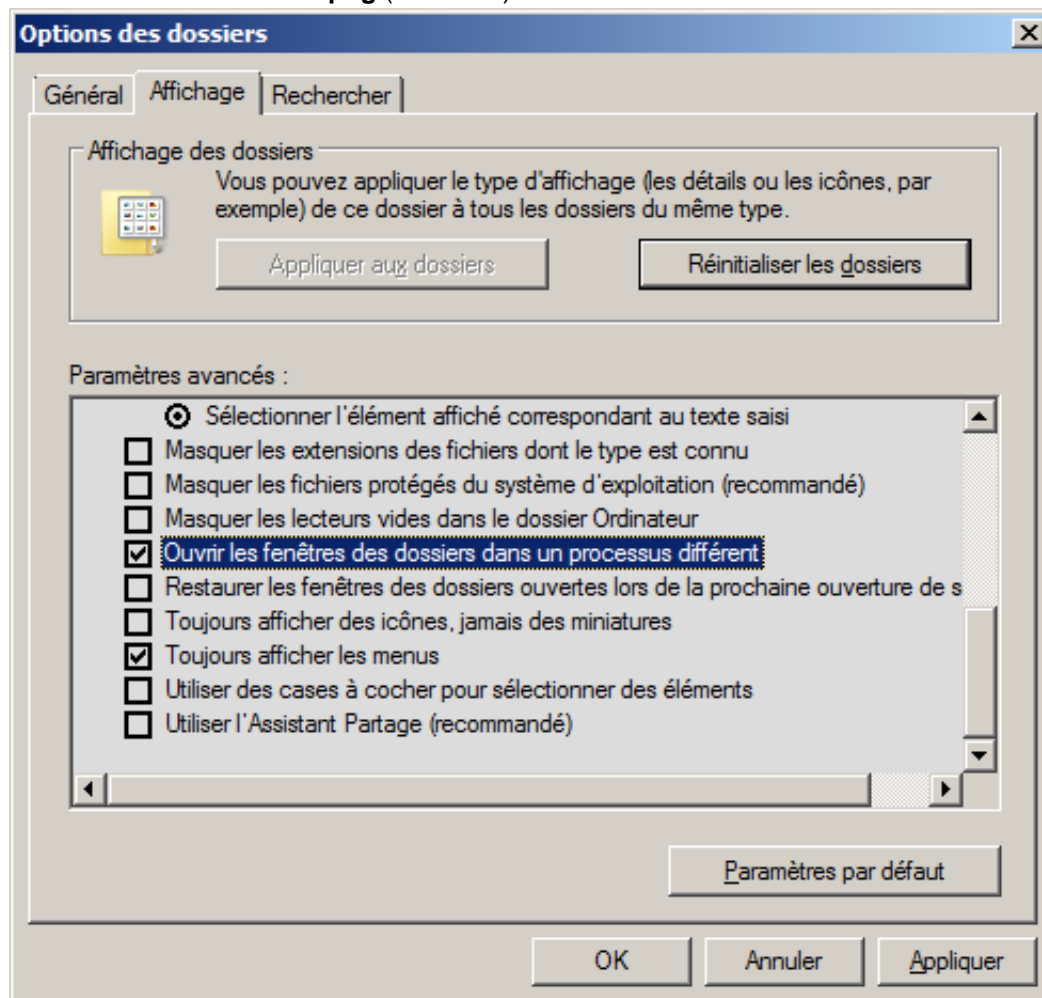 Options des dossiers
Général Affichage Rechercher
Affichage des dossiers
Vous pouvez appliquer le type d'affichage (les détails ou les icônes, par
exemple) de ce dossier à tous les dossiers du même type.
Appliquer aux dossiers Réinitialiser les dossiers
Paramètres avancés :
Sélectionner l'élément affiché correspondant au texte saisi
Masquer les extensions des fichiers dont le type est connu
Masquer les fichiers protégés du système d'exploitation (recommandé)
Masquer les lecteurs vides dans le dossier Ordinateur
Ouvrir les fenêtres des dossiers dans un processus différent
Restaurer les fenêtres des dossiers ouvertes lors de la prochaine ouverture de s
Toujours afficher des icônes, jamais des miniatures
Toujours afficher les menus
Utiliser des cases à cocher pour sélectionner des éléments
Utiliser l'Assistant Partage (recommandé)
Paramètres par défaut
OK Annuler Appliquer